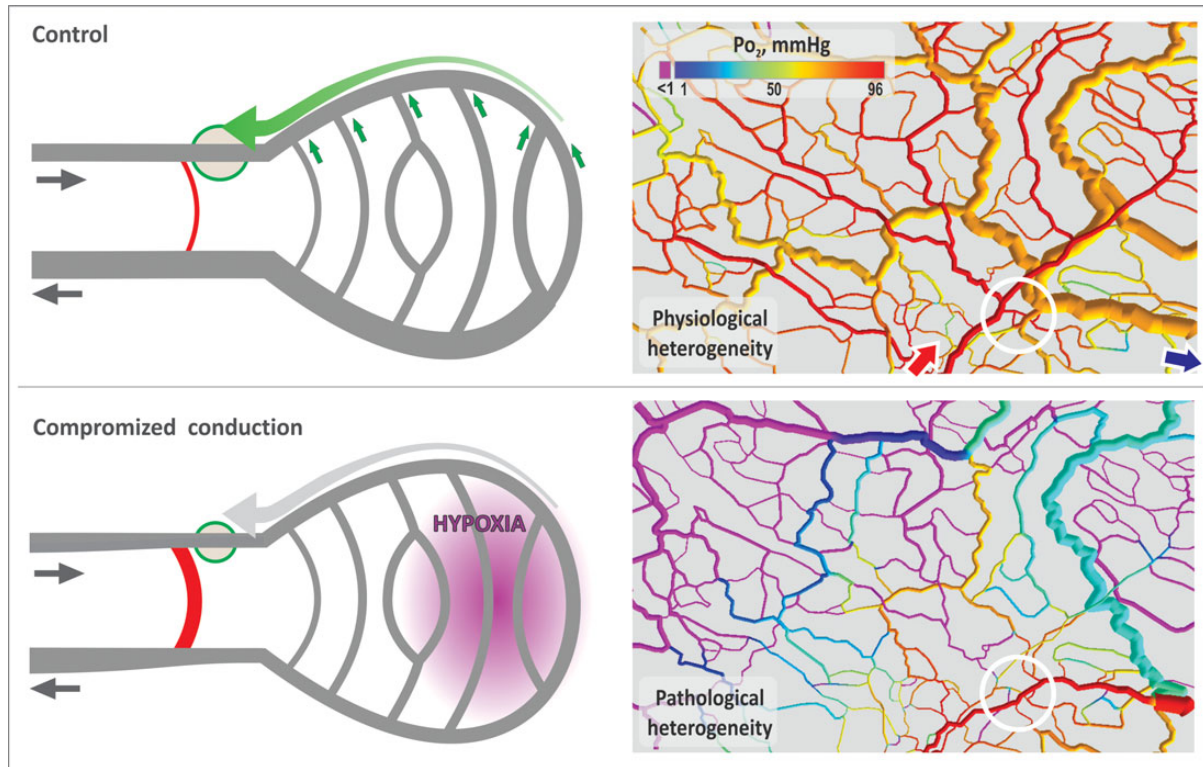 Control
Po2, mmHg
<1 1 50 96
Physiological
heterogeneity
Compromized conduction
HYPOXIA
Pathological
heterogeneity